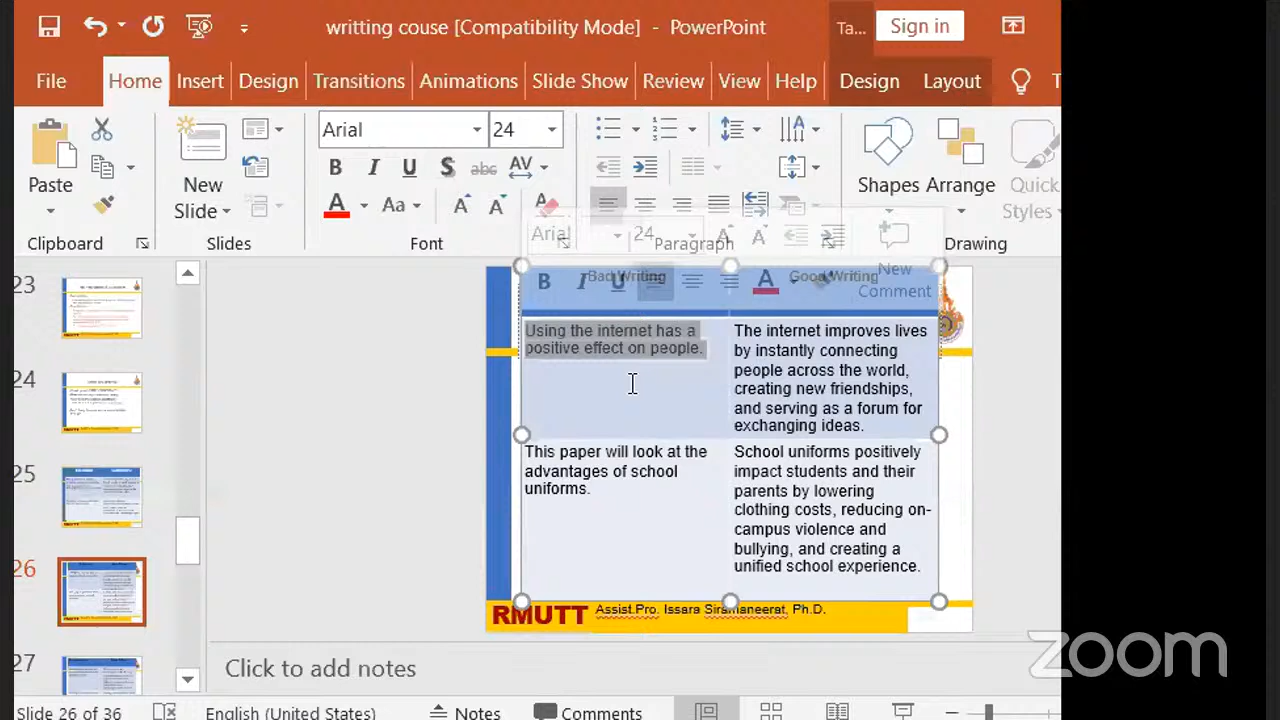 writting couse [Compatibility Mode] - PowerPoint
Ta...
Sign in
File
Home
Insert
Design
Transitions
Animations
Slide Show
Review
View
Help
Design
Layout
T
Paste
Clipboard
New
Slide
Slides
Arial
24
B I U S abc AV
A Aa A A
Font
Paragraph
Shapes
Arrange
Quick
Styles
Drawing
Arial
24
B I U A
New
Comment
Bad Writing
Good Writing
Using the internet has a
positive effect on people.
The internet improves lives
by instantly connecting
people across the world,
creating new friendships,
and serving as a forum for
exchanging ideas.
This paper will look at the
advantages of school
uniforms.
School uniforms positively
impact students and their
parents by lowering
clothing costs, reducing on-
campus violence and
bullying, and creating a
unified school experience.
RMUTT
Assist.Pro. Issara Siramaneerat, Ph.D.
23
24
25
26
27
Click to add notes
zoom
Slide 26 of 36
English (United States)
Notes
Comments